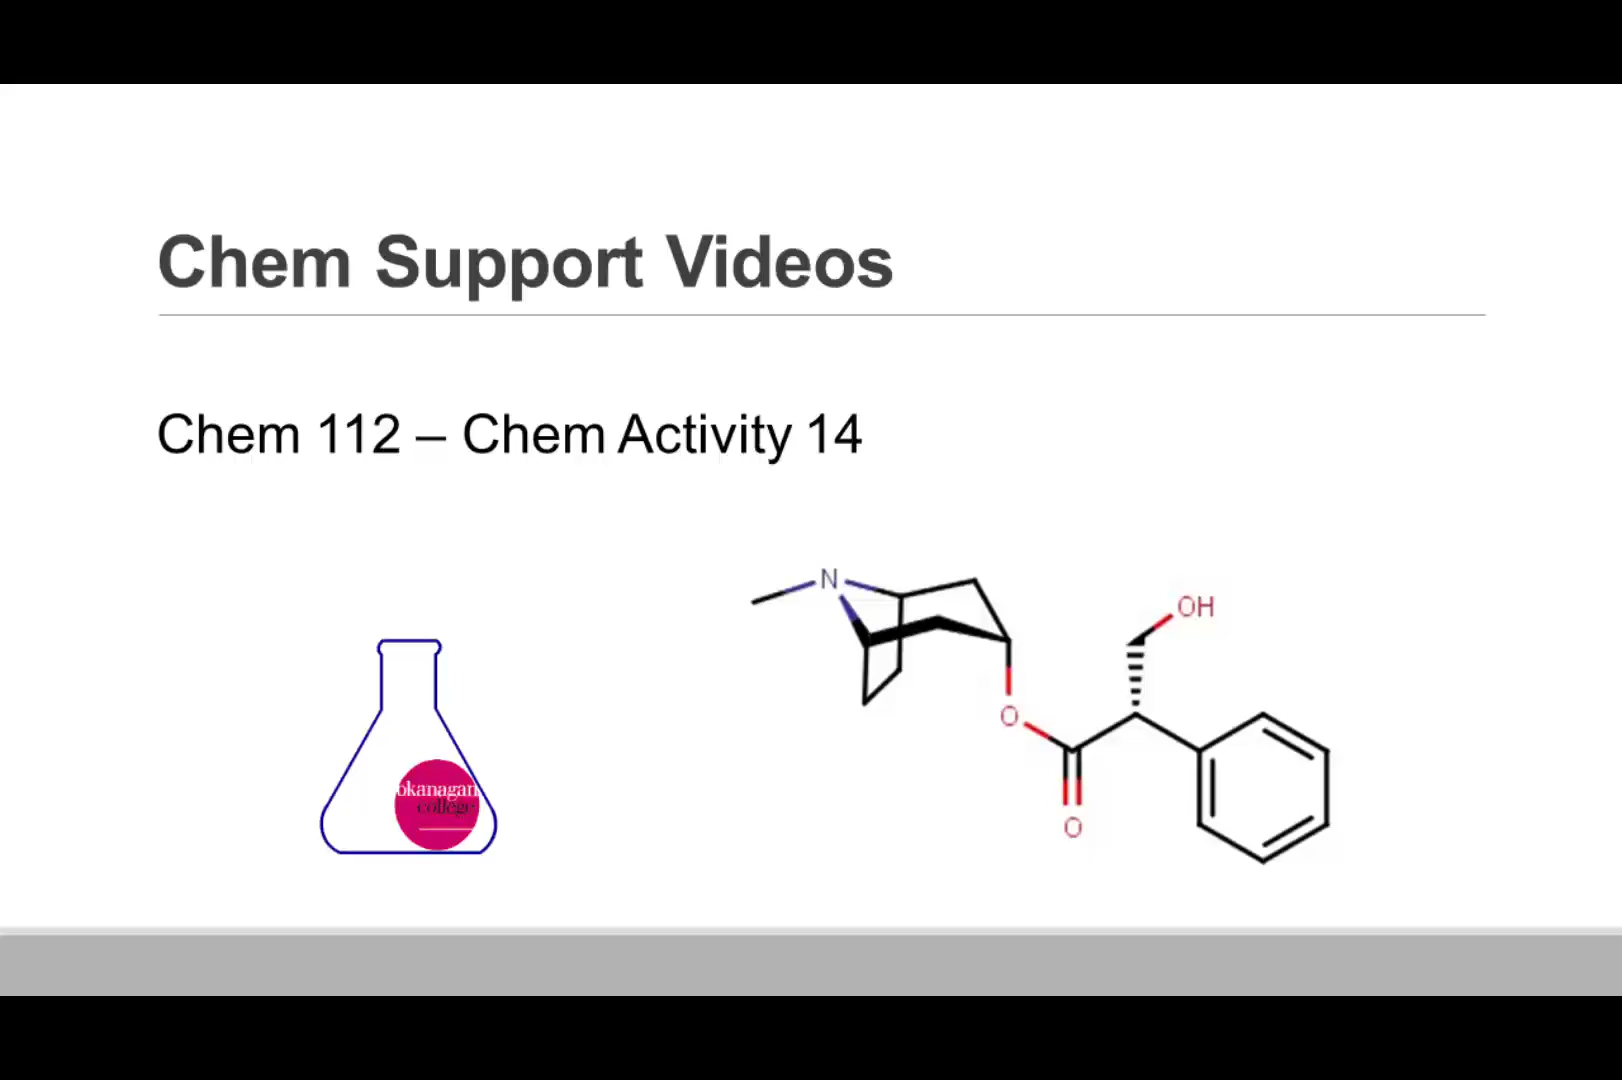 Chem Support Videos
Chem 112 – Chem Activity 14
N
OH
O
O
okanagan
college